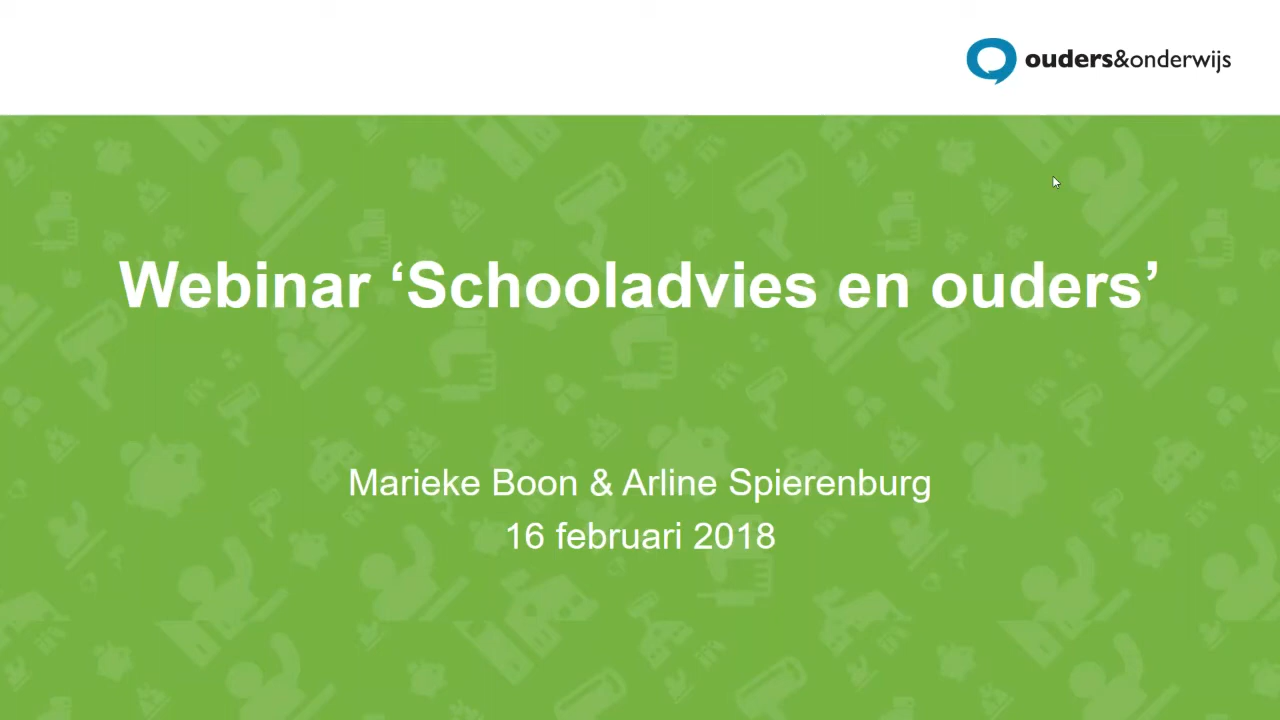 ouders&onderwijs
Webinar ‘Schooladvies en ouders’
Marieke Boon & Arline Spierenburg
16 februari 2018